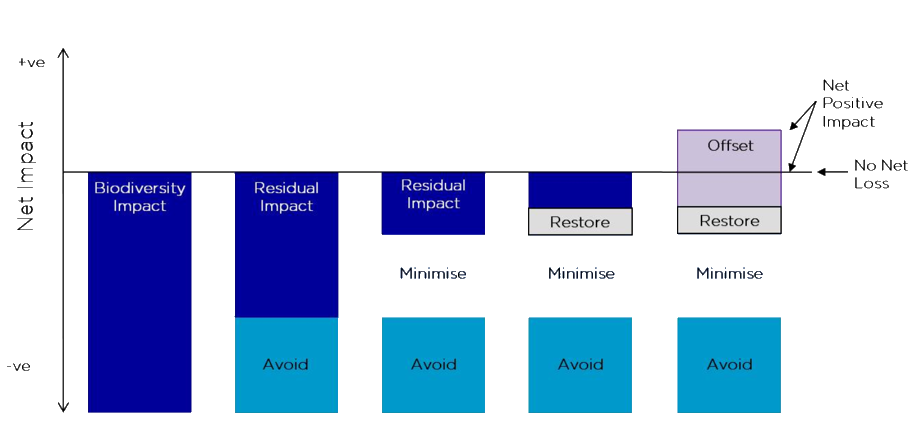 +ve
Net Impact
-ve
Biodiversity
Impact
Residual
Impact
Avoid
Residual
Impact
Minimise
Avoid
Restore
Minimise
Avoid
Offset
Restore
Minimise
Avoid
Net
Positive
Impact
No Net
Loss